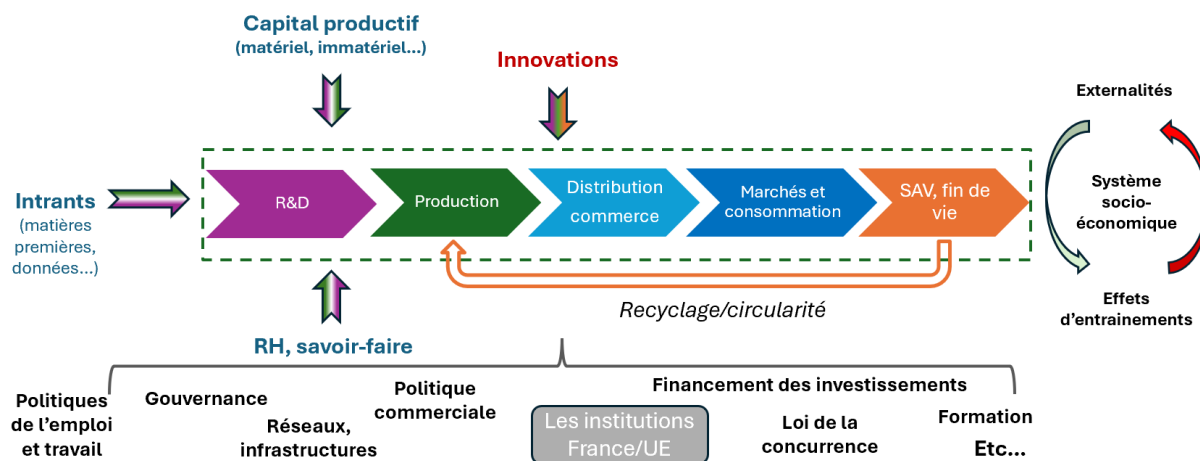 Capital productif
(matériel, immatériel...)
Innovations
Externalités
Intrants
(matières
premières,
données...)
R&D
Production
Distribution
commerce
Marchés et
consommation
SAV, fin de
vie
Système
socio-
économique
Recyclage/circularité
Effets
d'entrainements
RH, savoir-faire
Politiques
de l'emploi
et travail
Gouvernance
Réseaux,
infrastructures
Politique
commerciale
Les institutions
France/UE
Financement des investissements
Loi de la
concurrence
Formation
Etc...